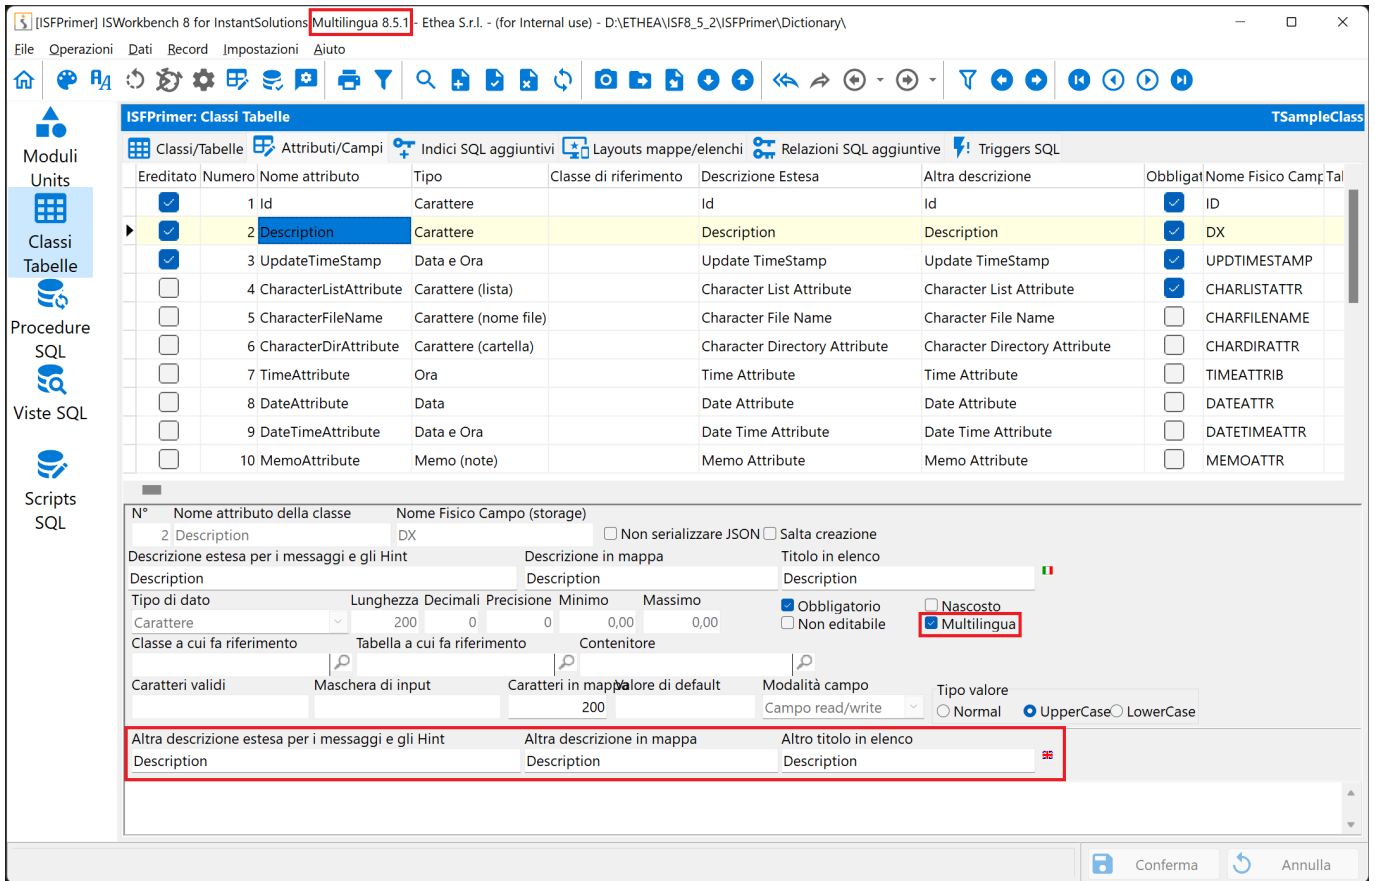 [ISFPrimer] ISWorkbench 8 for InstantSolutions Multilingua 8.5.1 - Ethea S.r.l. - (for Internal use) - D:\ETHEA\ISF8_5_2\ISFPrimer\Dictionary\
File Operazioni Dati Record Impostazioni Aiuto
Moduli
Units
Classi
Tabelle
Procedure
SQL
Viste SQL
Scripts
SQL
ISFPrimer: Classi Tabelle TSampleClass
Classi/Tabelle Attributi/Campi Indici SQL aggiuntivi Layouts mappe/elenchi Relazioni SQL aggiuntive Triggers SQL
Ereditato Numero Nome attributo Tipo Classe di riferimento Descrizione Estesa Altra descrizione Obbligat Nome Fisico Camp Tal
1 Id Carattere Id Id ID
2 Description Carattere Description Description DX
3 UpdateTimeStamp Data e Ora Update TimeStamp Update TimeStamp UPDTIMESTAMP
4 CharacterListAttribute Carattere (lista) Character List Attribute Character List Attribute CHARLISTATTR
5 CharacterFileName Carattere (nome file) Character File Name Character File Name CHARFILENAME
6 CharacterDirAttribute Carattere (cartella) Character Directory Attribute Character Directory Attribute CHARDIRATTR
7 TimeAttribute Ora Time Attribute Time Attribute TIMEATTRIB
8 DateAttribute Data Date Attribute Date Attribute DATEATTR
9 DateTimeAttribute Data e Ora Date Time Attribute Date Time Attribute DATETIMEATTR
10 MemoAttribute Memo (note) Memo Attribute Memo Attribute MEMOATTR
N° Nome attributo della classe Nome Fisico Campo (storage)
2 Description DX Non serializzare JSON Salta creazione
Descrizione estesa per i messaggi e gli Hint Descrizione in mappa Titolo in elenco
Description Description Description
Tipo di dato Lunghezza Decimali Precisione Minimo Massimo Obbligatorio Nascosto
Carattere 200 0 0 0,00 0,00 Non editabile Multilingua
Classe a cui fa riferimento Tabella a cui fa riferimento Contenitore
Caratteri validi Maschera di input Caratteri in mappa Valore di default Modalità campo Tipo valore
200 Campo read/write Normal UpperCase LowerCase
Altra descrizione estesa per i messaggi e gli Hint Altra descrizione in mappa Altro titolo in elenco
Description Description Description
Conferma Annulla